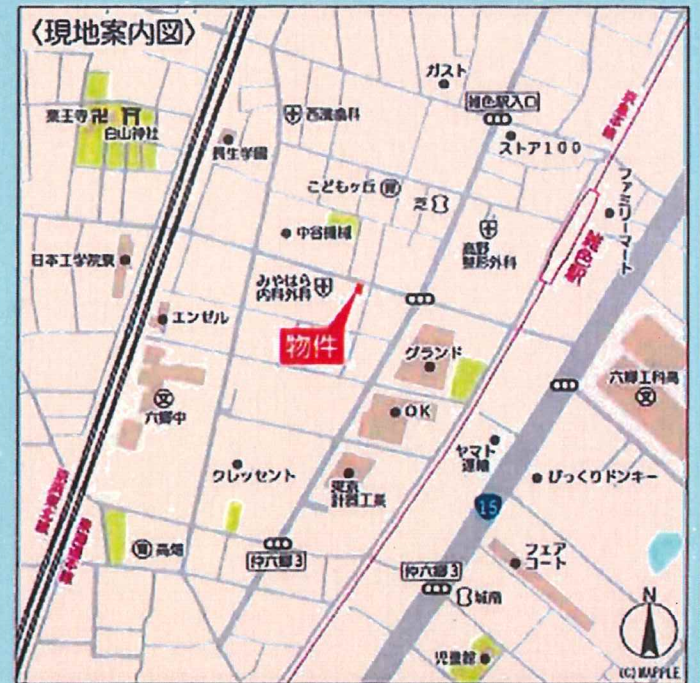 〈現地案内図〉
ガスト
雑色駅入口
ストア100
薬王寺
白山神社
西濱歯科
長生学園
こどもヶ丘
芝
ファミリーマート
中谷機械
高野
整形外科
雑色駅
日本工学院東
みやはら
内科外科
エンゼル
物件
グランド
六郷工科高
文
六郷中
文
OK
ヤマト
運輸
クレッセント
東京
計器工業
びっくりドンキー
15
高畑
仲六郷3
仲六郷3
フェア
コート
城南
児童館
N
(C)MAPPLE